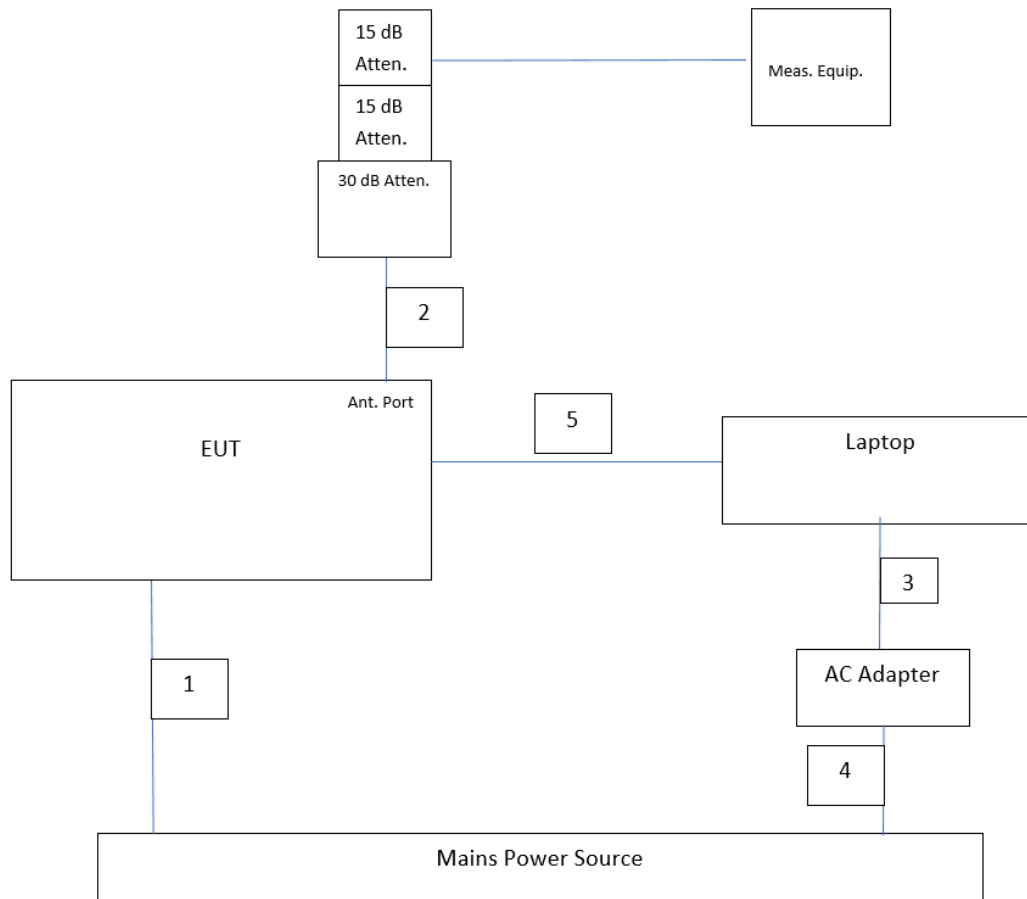 15 dB
Atten.
Meas. Equip.
15 dB
Atten.
30 dB Atten.
2
Ant. Port
EUT
5
Laptop
3
1
AC Adapter
4
Mains Power Source